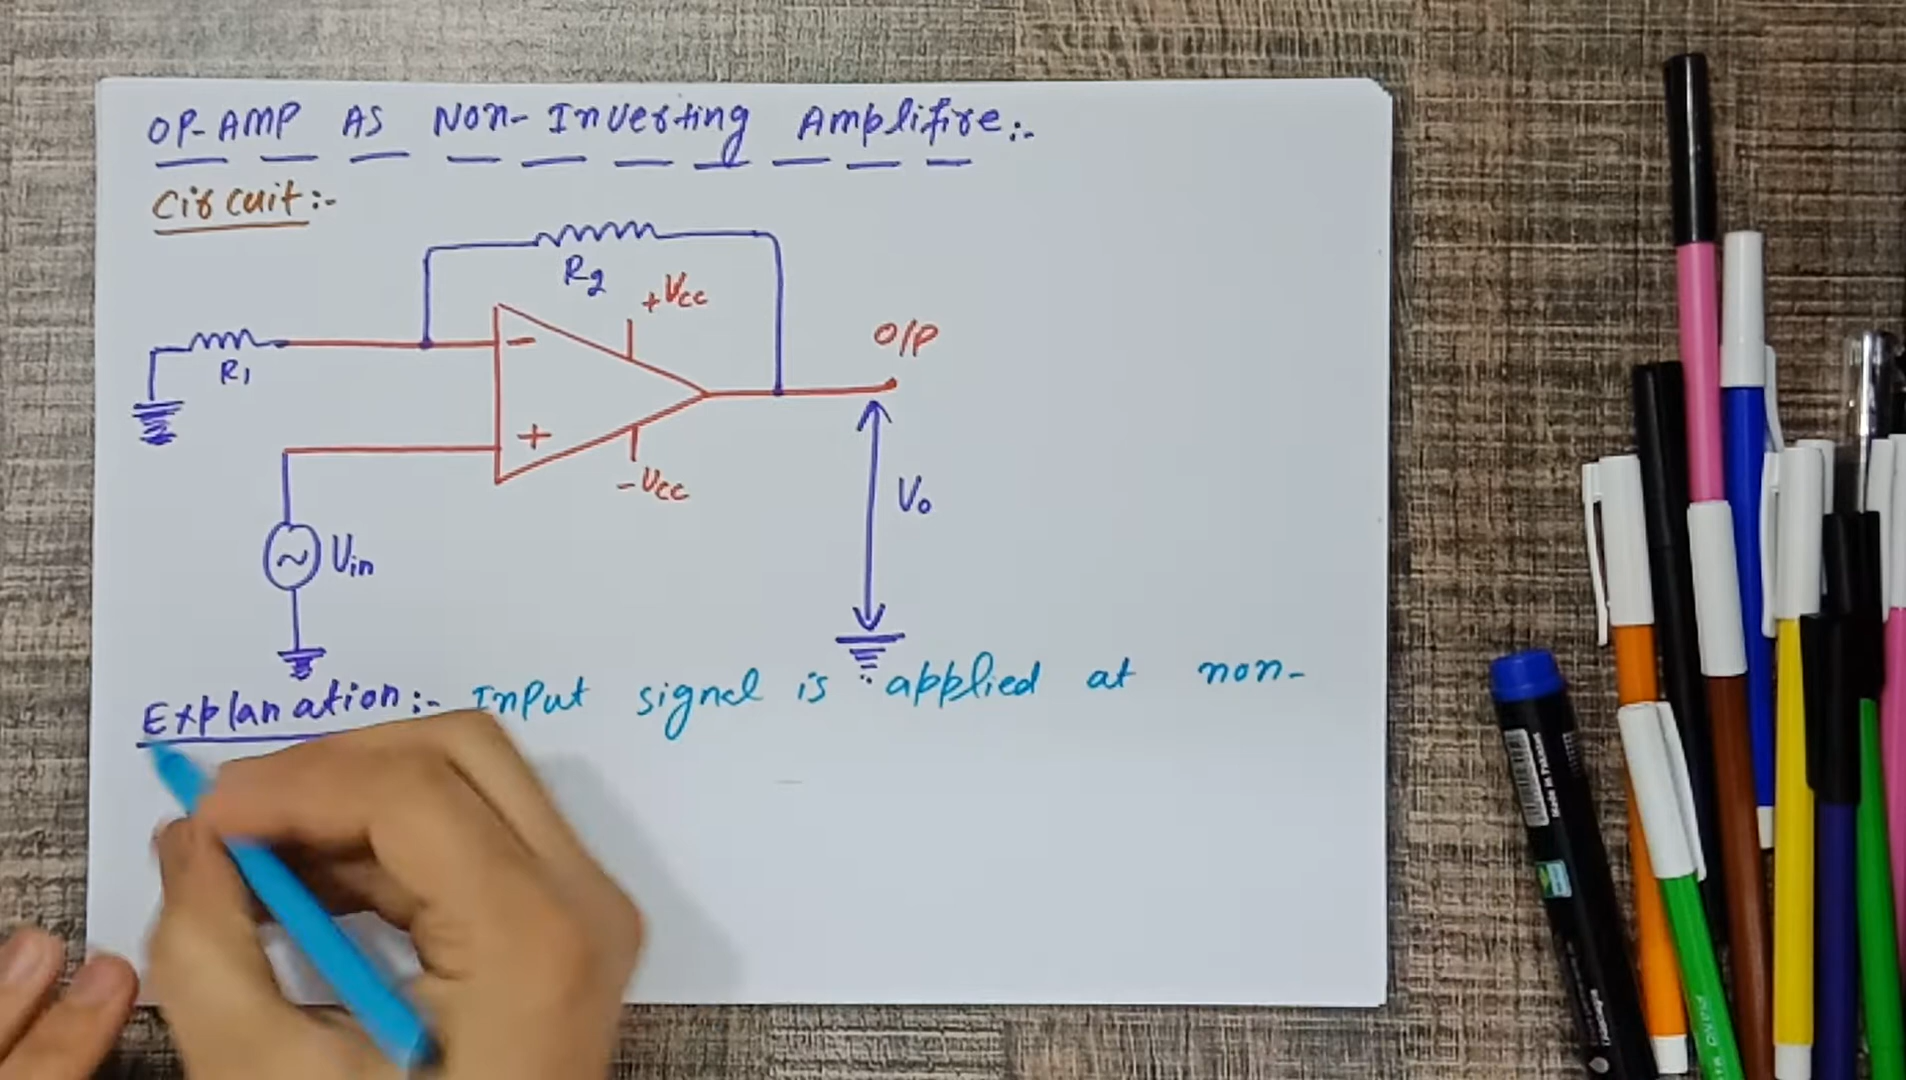 OP-AMP AS Non-Inverting Amplifire:-
Circuit:-
R2
+Vcc
O/P
R1
-
+
-Vcc
Vo
~
Vin
Explanation:- Input signal is applied at non-